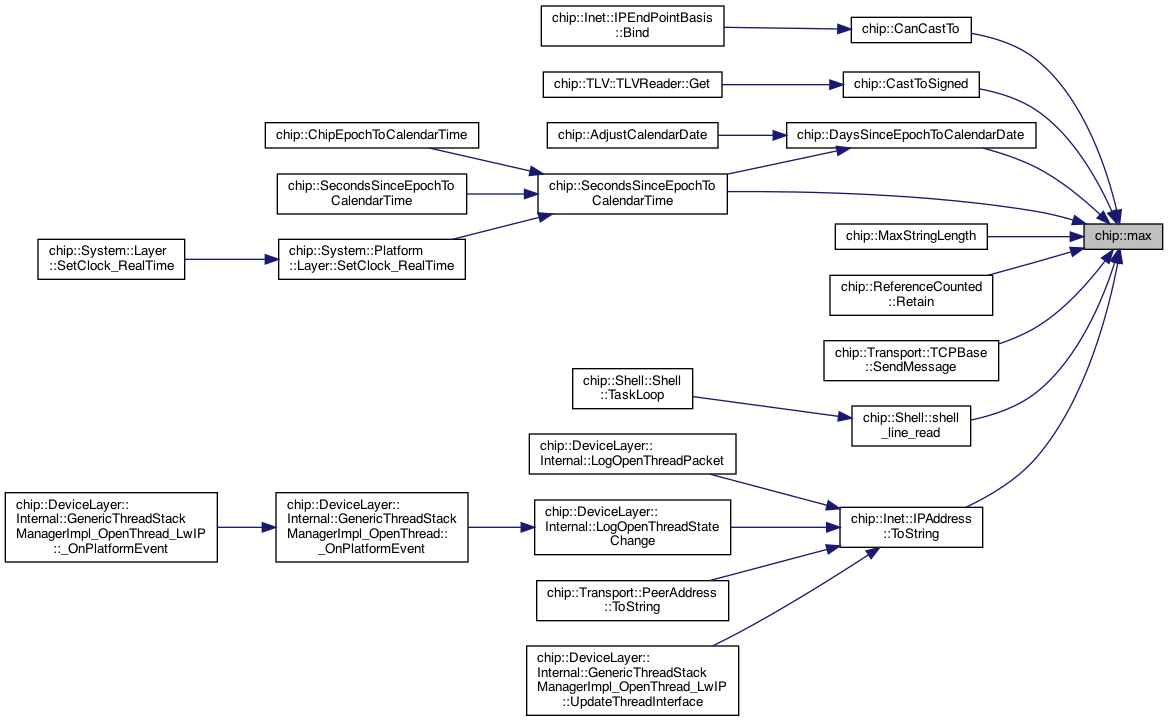 chip::Inet::IPEndPointBasis
::Bind
chip::CanCastTo
chip::TLV::TLVReader::Get
chip::CastToSigned
chip::ChipEpochToCalendarTime
chip::AdjustCalendarDate
chip::DaysSinceEpochToCalendarDate
chip::SecondsSinceEpochTo
CalendarTime
chip::SecondsSinceEpochTo
CalendarTime
chip::max
chip::MaxStringLength
chip::System::Layer
::SetClock_RealTime
chip::System::Platform
::Layer::SetClock_RealTime
chip::ReferenceCounted
::Retain
chip::Transport::TCPBase
::SendMessage
chip::Shell::Shell
::TaskLoop
chip::Shell::shell
_line_read
chip::DeviceLayer::
Internal::LogOpenThreadPacket
chip::DeviceLayer::
Internal::GenericThreadStack
ManagerImpl_OpenThread_LwIP
::_OnPlatformEvent
chip::DeviceLayer::
Internal::GenericThreadStack
ManagerImpl_OpenThread::
_OnPlatformEvent
chip::DeviceLayer::
Internal::LogOpenThreadState
Change
chip::Inet::IPAddress
::ToString
chip::Transport::PeerAddress
::ToString
chip::DeviceLayer::
Internal::GenericThreadStack
ManagerImpl_OpenThread_LwIP
::UpdateThreadInterface